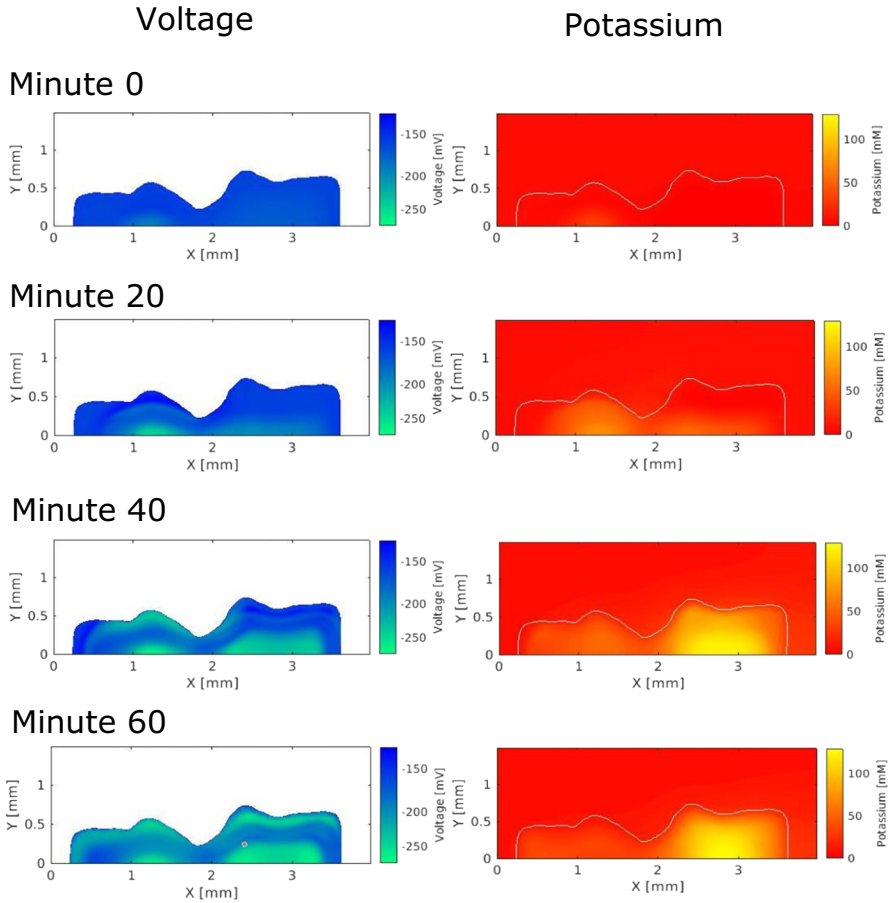 Voltage Potassium
Minute 0
Y [mm]
1
0.5
0
0 1 2 3
X [mm]
-150
-200
-250
Voltage [mV]
Y [mm]
1
0.5
0
0 1 2 3
X [mm]
100
50
0
Potassium [mM]
Minute 20
Y [mm]
1
0.5
0
0 1 2 3
X [mm]
-150
-200
-250
Voltage [mV]
Y [mm]
1
0.5
0
0 1 2 3
X [mm]
100
50
0
Potassium [mM]
Minute 40
Y [mm]
1
0.5
0
0 1 2 3
X [mm]
-150
-200
-250
Voltage [mV]
Y [mm]
1
0.5
0
0 1 2 3
X [mm]
100
50
0
Potassium [mM]
Minute 60
Y [mm]
1
0.5
0
0 1 2 3
X [mm]
-150
-200
-250
Voltage [mV]
Y [mm]
1
0.5
0
0 1 2 3
X [mm]
100
50
0
Potassium [mM]